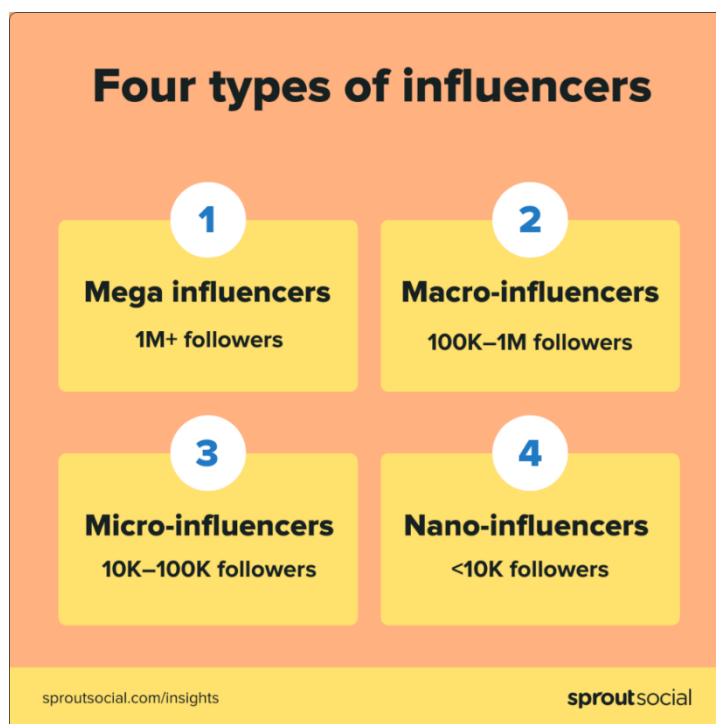 Four types of influencers
1
Mega influencers
1M+ followers
2
Macro-influencers
100K–1M followers
3
Micro-influencers
10K–100K followers
4
Nano-influencers
<10K followers
sproutsocial.com/insights
sproutsocial